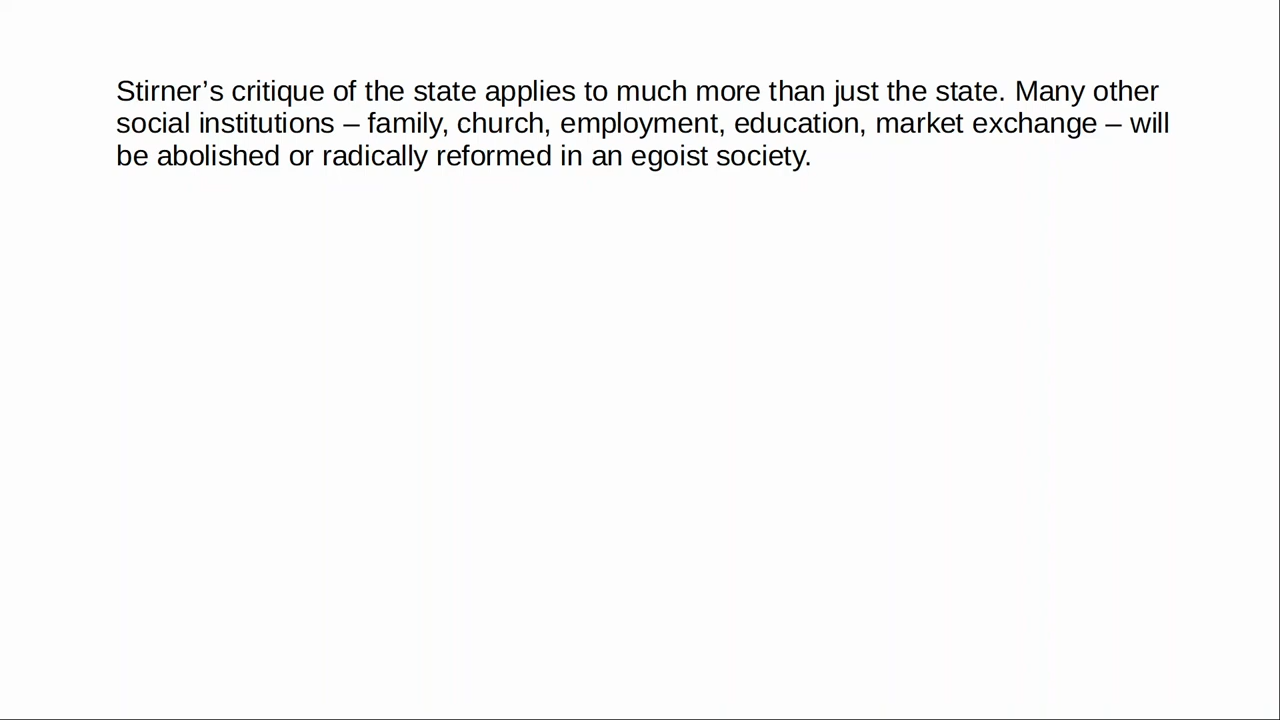 Stirner’s critique of the state applies to much more than just the state. Many other
social institutions – family, church, employment, education, market exchange – will
be abolished or radically reformed in an egoist society.